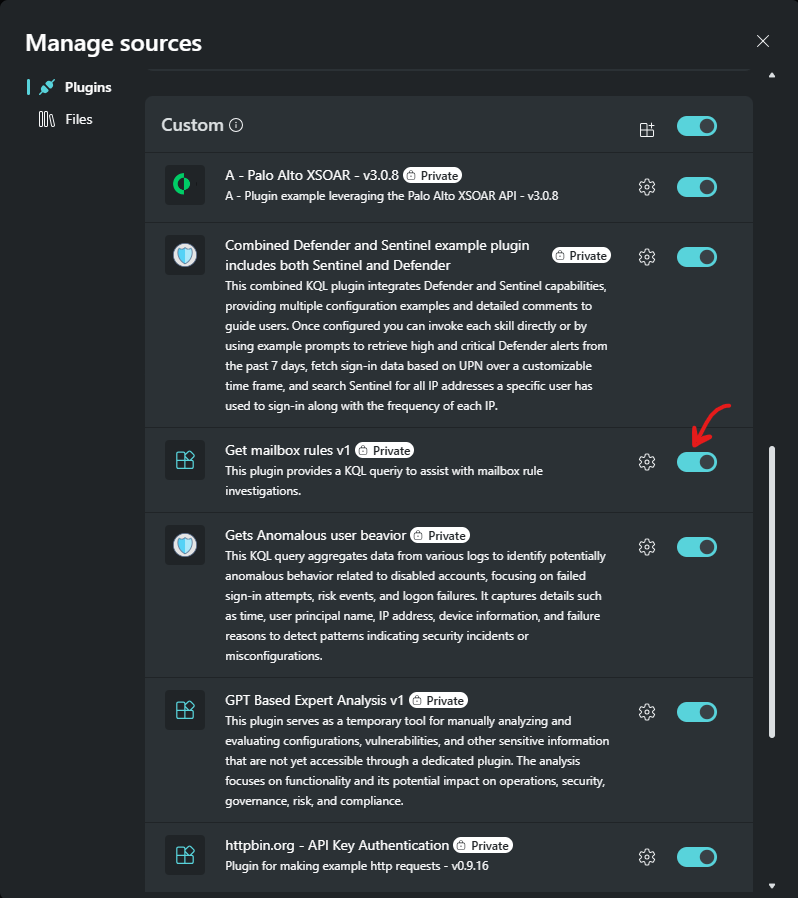 Manage sources
Plugins
Files
Custom
A - Palo Alto XSOAR - v3.0.8 Private
A - Plugin example leveraging the Palo Alto XSOAR API - v3.0.8
Combined Defender and Sentinel example plugin
includes both Sentinel and Defender
Private
This combined KQL plugin integrates Defender and Sentinel capabilities,
providing multiple configuration examples and detailed comments to
guide users. Once configured you can invoke each skill directly or by
using example prompts to retrieve high and critical Defender alerts from
the past 7 days, fetch sign-in data based on UPN over a customizable
time frame, and search Sentinel for all IP addresses a specific user has
used to sign-in along with the frequency of each IP.
Get mailbox rules v1 Private
This plugin provides a KQL queriy to assist with mailbox rule
investigations.
Gets Anomalous user beavior Private
This KQL query aggregates data from various logs to identify potentially
anomalous behavior related to disabled accounts, focusing on failed
sign-in attempts, risk events, and logon failures. It captures details such
as time, user principal name, IP address, device information, and failure
reasons to detect patterns indicating security incidents or
misconfigurations.
GPT Based Expert Analysis v1 Private
This plugin serves as a temporary tool for manually analyzing and
evaluating configurations, vulnerabilities, and other sensitive information
that are not yet accessible through a dedicated plugin. The analysis
focuses on functionality and its potential impact on operations, security,
governance, risk, and compliance.
httpbin.org - API Key Authentication Private
Plugin for making example http requests - v0.9.16